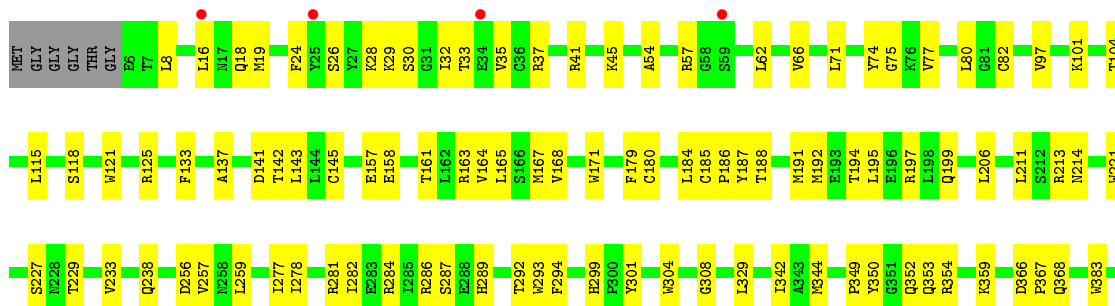 MET GLY GLY GLY THR GLY E6 T7 L8 L16 N17 Q18 M19 F24 Y25 S26 Y27 K28 K29 S30 G31 I32 T33 E34 V35 C36 R37 R41 K45 A54 R57 G58 S59 L62 V66 L71 Y74 G75 K76 V77 L80 G81 C82 V97 K101 T104
L115 S118 W121 R125 F133 A137 D141 T142 L143 L144 C145 E157 E158 T161 L162 R163 V164 L165 S166 M167 V168 W171 F179 C180 L184 C185 P186 Y187 T188 M191 M192 E193 T194 L195 E196 R197 L198 Q199 L206 L211 S212 R213 N214 W221
S227 N228 T229 V233 Q238 D256 V257 N258 L259 I277 I278 R281 I282 E283 R284 I285 R286 S287 E288 H289 T292 W293 F294 H299 P300 Y301 W304 G308 L329 I342 A343 M344 P349 Y350 G351 Q352 Q353 R354 K359 D366 P367 Q368 W383